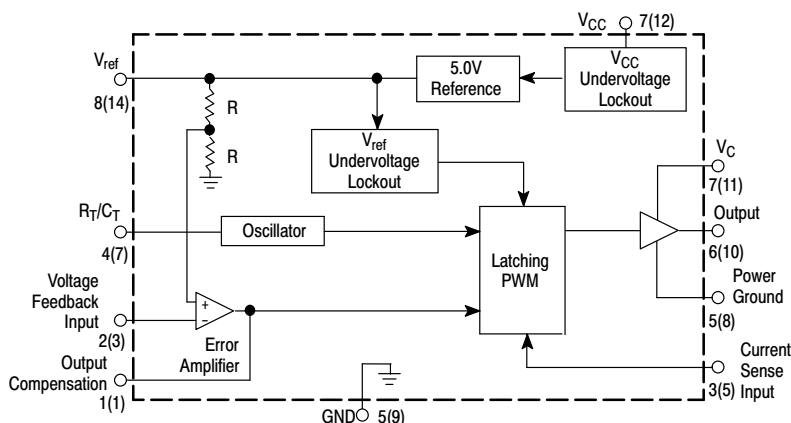 V_CC 7(12)
V_ref
8(14)
5.0V
Reference
V_CC
Undervoltage
Lockout
R
R
V_ref
Undervoltage
Lockout
V_C
7(11)
R_T/C_T
4(7)
Oscillator
Latching
PWM
Output
6(10)
Voltage
Feedback
Input
2(3)
+
−
Error
Amplifier
Power
Ground
5(8)
Output
Compensation
1(1)
Current
Sense
Input
3(5)
GND 5(9)